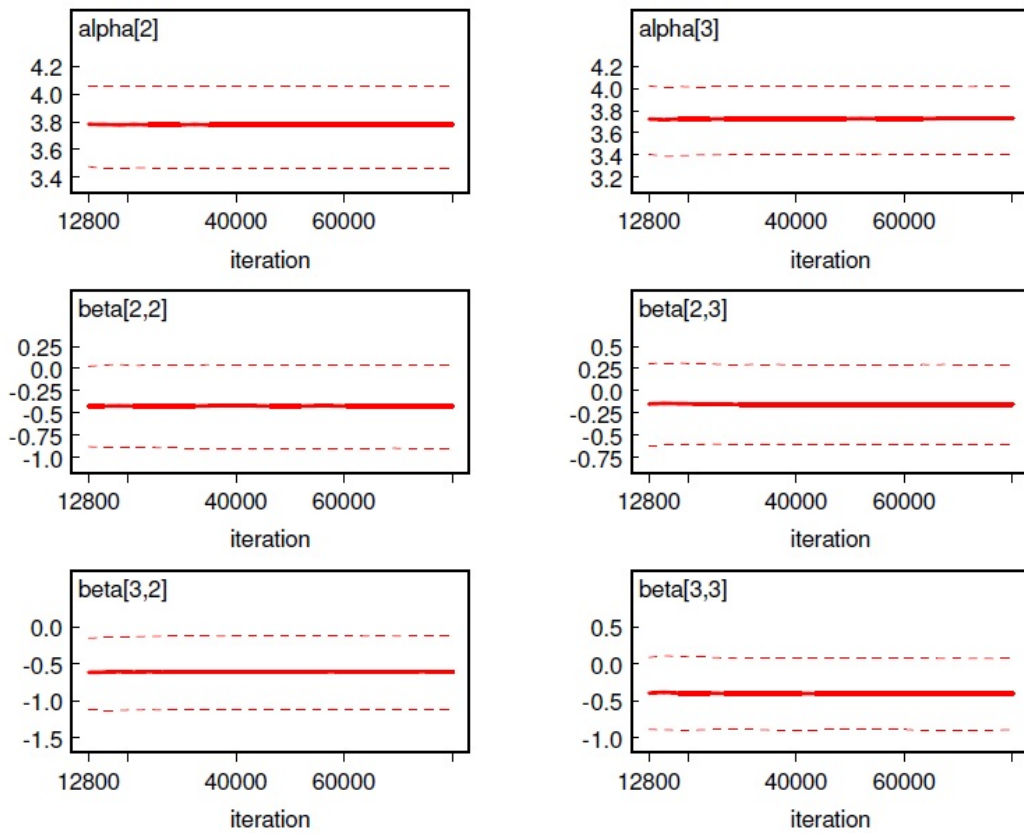 alpha[2]
4.2
4.0
3.8
3.6
3.4
12800 40000 60000
iteration
alpha[3]
4.2
4.0
3.8
3.6
3.4
3.2
12800 40000 60000
iteration
beta[2,2]
0.25
0.0
-0.25
-0.5
-0.75
-1.0
12800 40000 60000
iteration
beta[2,3]
0.5
0.25
0.0
-0.25
-0.5
-0.75
12800 40000 60000
iteration
beta[3,2]
0.0
-0.5
-1.0
-1.5
12800 40000 60000
iteration
beta[3,3]
0.5
0.0
-0.5
-1.0
12800 40000 60000
iteration